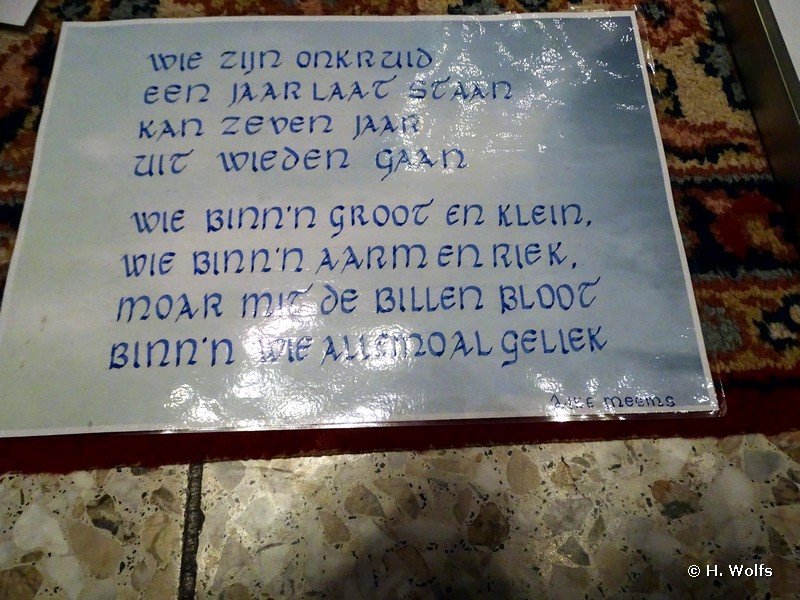 WIE ZIJN ONKRUID
EEN JAAR LAAT STAAN
KAN ZEVEN JAAR
UIT WIEDEN GAAN
WIE BINN'N GROOT EN KLEIN,
WIE BINN'N AARM EN RIEK,
MOAR MIT DE BILLEN BLOOT
BINN'N WIE ALLEMOAL GELIEK
MEEMS
© H. Wolfs